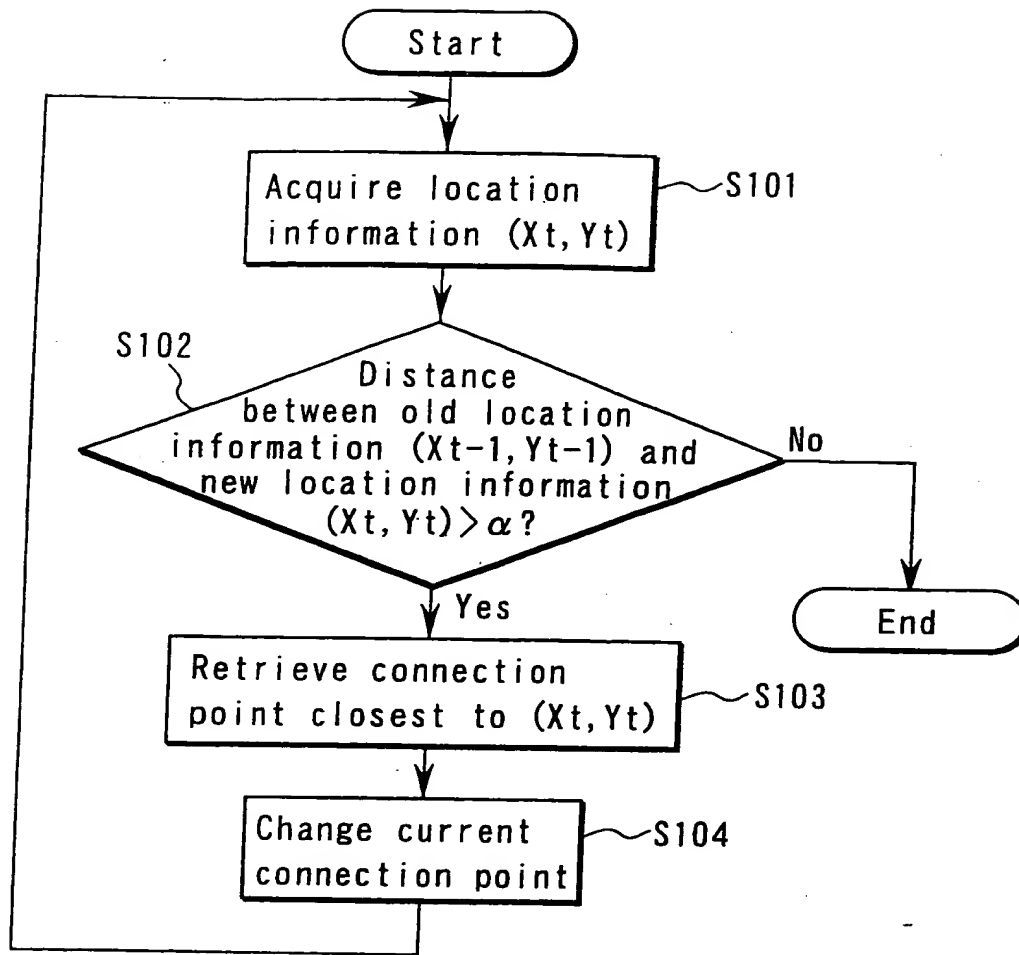 Start
Acquire location
information (Xt, Yt)
S101
S102
Distance
between old location
information (Xt-1, Yt-1) and
new location information
(Xt, Yt) > α?
No
Yes
End
Retrieve connection
point closest to (Xt, Yt)
S103
Change current
connection point
S104